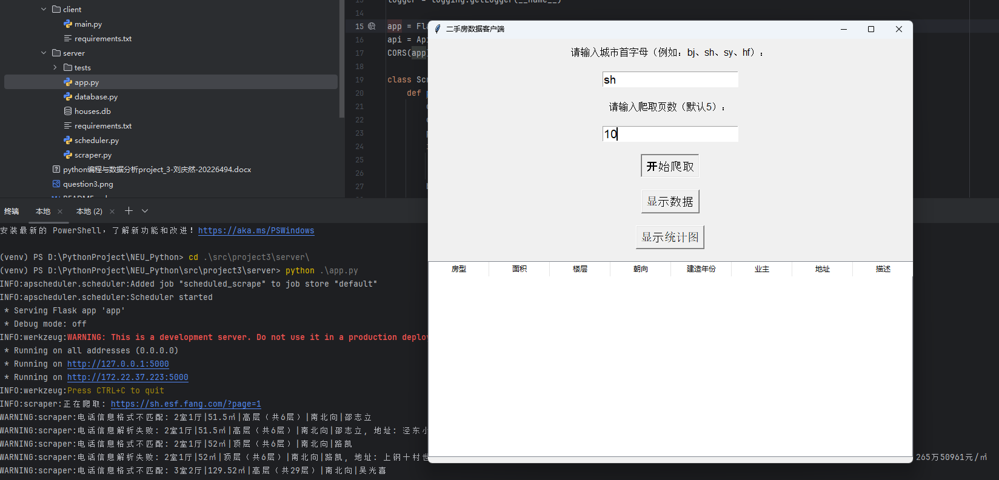 client
main.py
requirements.txt
server
tests
app.py
database.py
houses.db
requirements.txt
scheduler.py
scraper.py
python编程与数据分析project_3-刘庆然-20226494.docx
question3.png
14
15 app = Fla
16 api = Api
17 CORS(app
18
19 class Scr
20 def
21
22
23
24
25
26
27
二手房数据客户端
请输入城市首字母（例如：bj、sh、sy、hf）：
sh
请输入爬取页数（默认5）：
10
开始爬取
显示数据
显示统计图
房型 面积 楼层 朝向 建造年份 业主 地址 描述
终端 本地 本地 (2)
安装最新的 PowerShell，了解新功能和改进！https://aka.ms/PSWindows
(venv) PS D:\PythonProject\NEU_Python> cd .\src\project3\server\
(venv) PS D:\PythonProject\NEU_Python\src\project3\server> python .\app.py
INFO:apscheduler.scheduler:Added job "scheduled_scrape" to job store "default"
INFO:apscheduler.scheduler:Scheduler started
* Serving Flask app 'app'
* Debug mode: off
INFO:werkzeug:WARNING: This is a development server. Do not use it in a production deplo
* Running on all addresses (0.0.0.0)
* Running on http://127.0.0.1:5000
* Running on http://172.22.37.223:5000
INFO:werkzeug:Press CTRL+C to quit
INFO:scraper:正在爬取: https://sh.esf.fang.com/?page=1
WARNING:scraper:电话信息格式不匹配: 2室1厅|51.5㎡|高层（共6层）|南北向|邵志立
WARNING:scraper:电话信息解析失败: 2室1厅|51.5㎡|高层（共6层）|南北向|邵志立, 地址: 泾东小
WARNING:scraper:电话信息格式不匹配: 2室1厅|52㎡|顶层（共6层）|南北向|路凯
WARNING:scraper:电话信息解析失败: 2室1厅|52㎡|顶层（共6层）|南北向|路凯, 地址: 上钢十村世 265万50961元/㎡
WARNING:scraper:电话信息格式不匹配: 3室2厅|129.52㎡|高层（共29层）|南北向|吴光喜